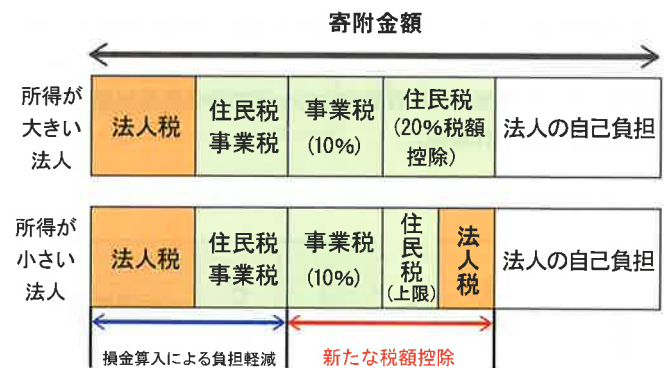 寄附金額
所得が
大きい
法人
法人税
住民税
事業税
事業税
(10%)
住民税
(20%税額
控除)
法人の自己負担
所得が
小さい
法人
法人税
住民税
事業税
事業税
(10%)
住民税
(上限)
法人税
法人の自己負担
損金算入による負担軽減
新たな税額控除